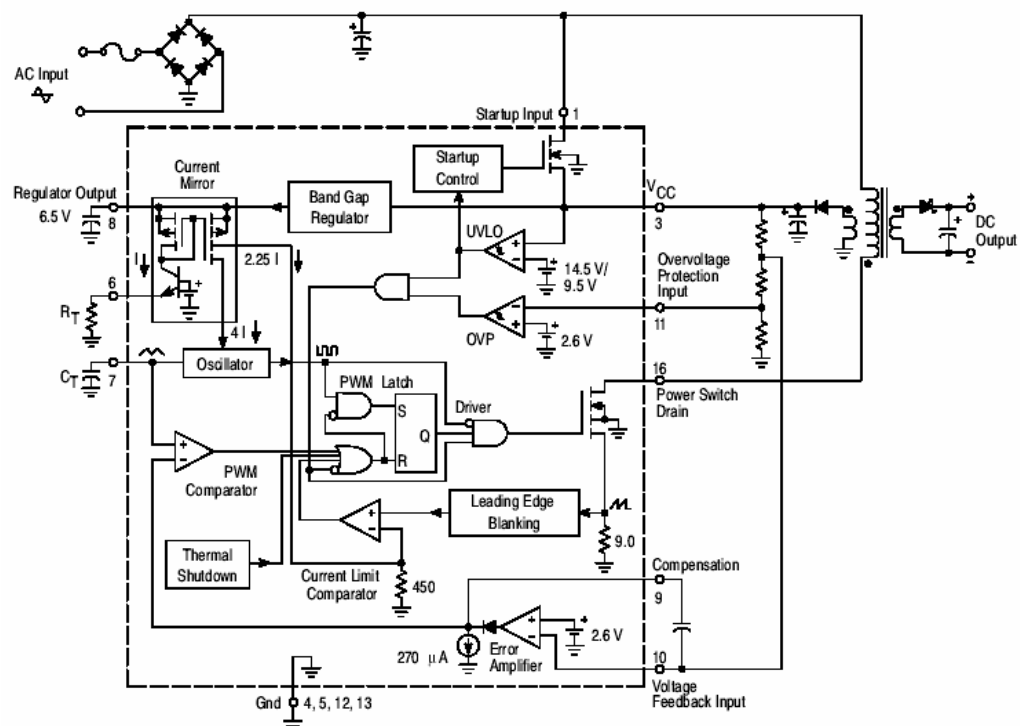 AC Input
Startup Input
1
Current
Mirror
Startup
Control
Regulator Output
6.5 V
8
Band Gap
Regulator
VCC
3
DC
Output
UVLO
14.5 V/
9.5 V
Overvoltage
Protection
Input
11
I
2.25 I
6
RT
4 I
OVP
2.6 V
Oscillator
CT
7
16
Power Switch
Drain
PWM Latch
S
Q
R
Driver
PWM
Comparator
Leading Edge
Blanking
9.0
Thermal
Shutdown
Current Limit
Comparator
450
Compensation
9
270 µA
Error
Amplifier
2.6 V
10
Voltage
Feedback Input
Gnd
4, 5, 12, 13